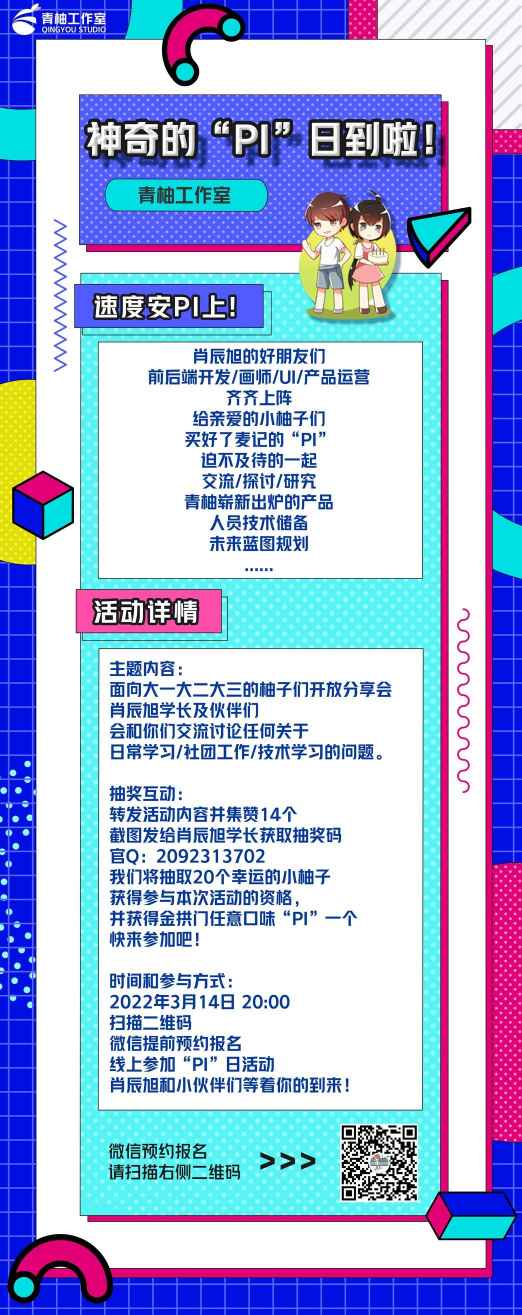 青柚工作室
QINGYOU STUDIO
神奇的“PI”日到啦!
青柚工作室
速度安PI上!
肖辰旭的好朋友们
前后端开发/画师/UI/产品运营
齐齐上阵
给亲爱的小柚子们
买好了麦记的“PI”
迫不及待的一起
交流/探讨/研究
青柚崭新出炉的产品
人员技术储备
未来蓝图规划
......
活动详情
主题内容:
面向大一大二大三的柚子们开放分享会
肖辰旭学长及伙伴们
会和你们交流讨论任何关于
日常学习/社团工作/技术学习的问题。
抽奖互动:
转发活动内容并集赞14个
截图发给肖辰旭学长获取抽奖码
官Q:2092313702
我们将抽取20个幸运的小柚子
获得参与本次活动的资格,
并获得金拱门任意口味“PI”一个
快来参加吧!
时间和参与方式:
2022年3月14日 20:00
扫描二维码
微信提前预约报名
线上参加“PI”日活动
肖辰旭和小伙伴们等着你的到来!
微信预约报名
请扫描右侧二维码 >>>